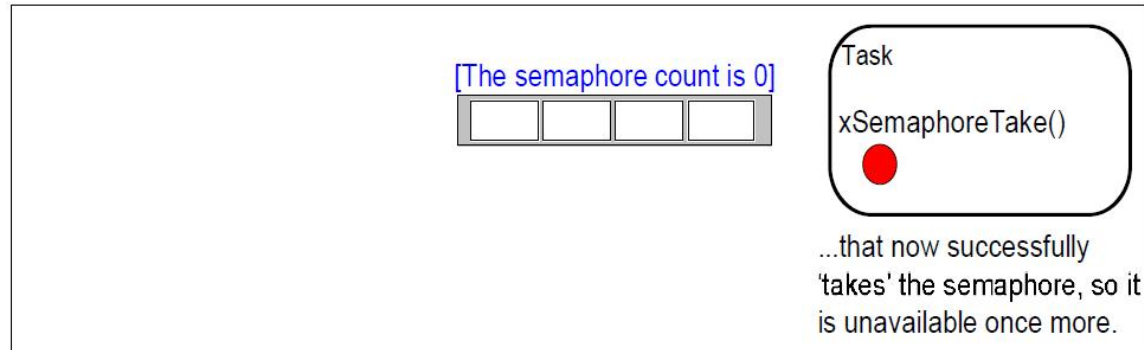 [The semaphore count is 0]
Task
xSemaphoreTake()
...that now successfully
'takes' the semaphore, so it
is unavailable once more.